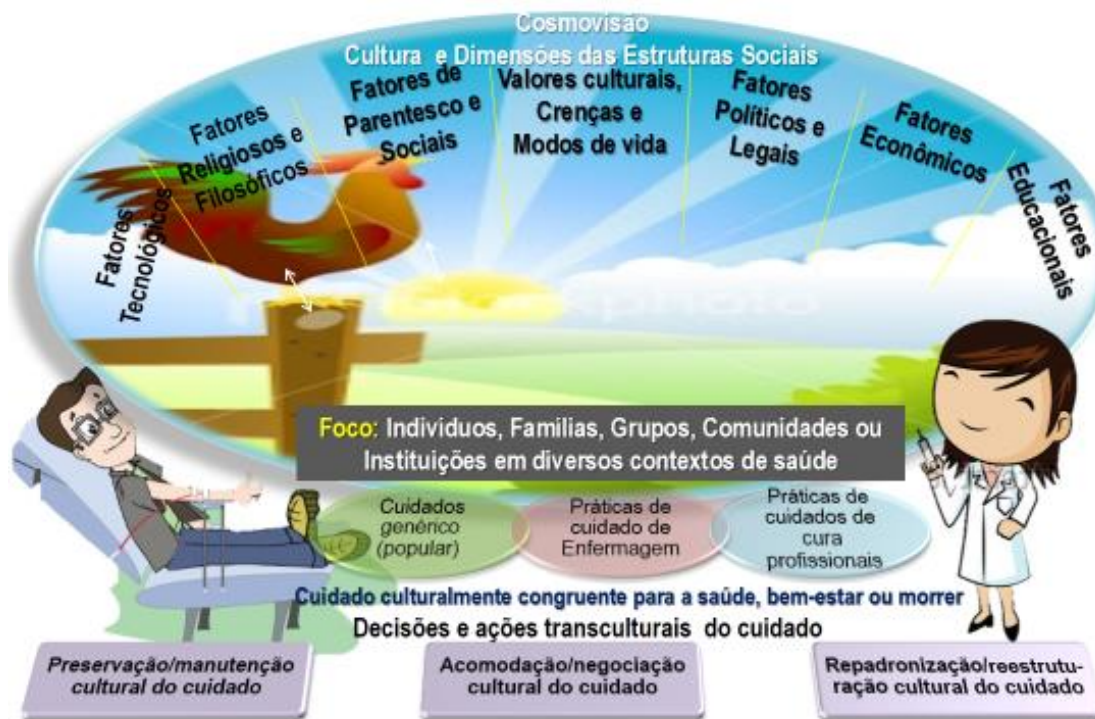 Cosmovisão
Cultura e Dimensões das Estruturas Sociais
Fatores
Tecnológicos
Fatores
Religiosos e
Filosóficos
Fatores de
Parentesco e
Sociais
Valores culturais,
Crenças e
Modos de vida
Fatores
Políticos e
Legais
Fatores
Econômicos
Fatores
Educacionais
Foco: Indivíduos, Famílias, Grupos, Comunidades ou
Instituições em diversos contextos de saúde
Cuidados
genérico
(popular)
Práticas de
cuidado de
Enfermagem
Práticas de
cuidados de
cura
profissionais
Cuidado culturalmente congruente para a saúde, bem-estar ou morrer
Decisões e ações transculturais do cuidado
Preservação/manutenção
cultural do cuidado
Acomodação/negociação
cultural do cuidado
Repadronização/reestrutu-
ração cultural do cuidado